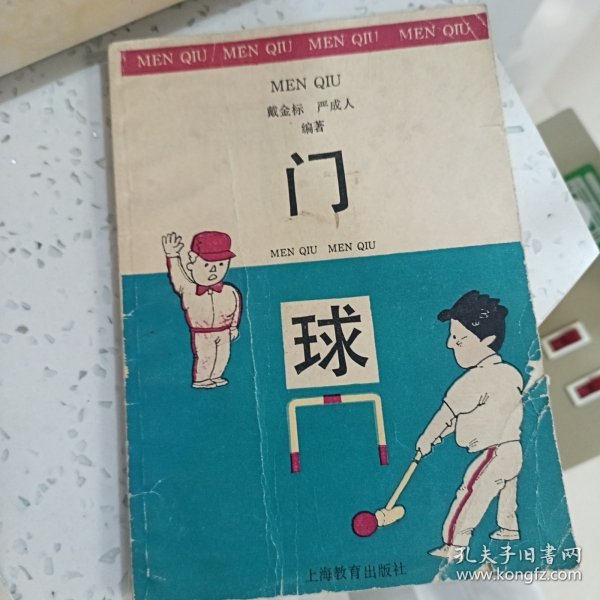 MEN QIU MEN QIU MEN QIU MEN QIU
MEN QIU
戴金标 严成人
编著
门
MEN QIU MEN QIU
球
上海教育出版社
孔夫子旧书网
www.kongfz.com